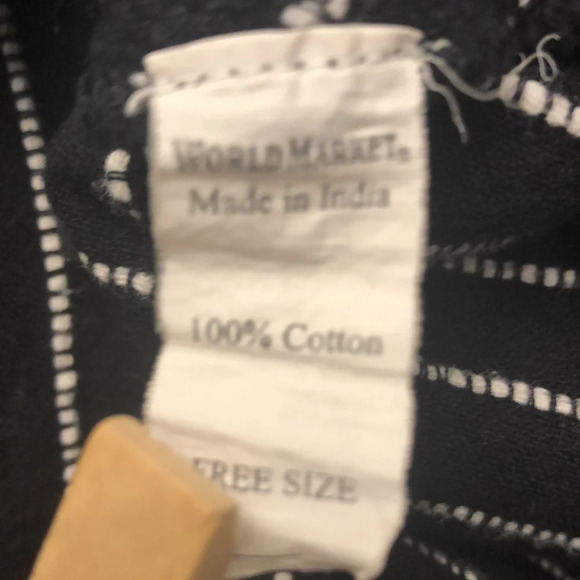 WORLD MARKET®
Made in India
100% Cotton
FREE SIZE